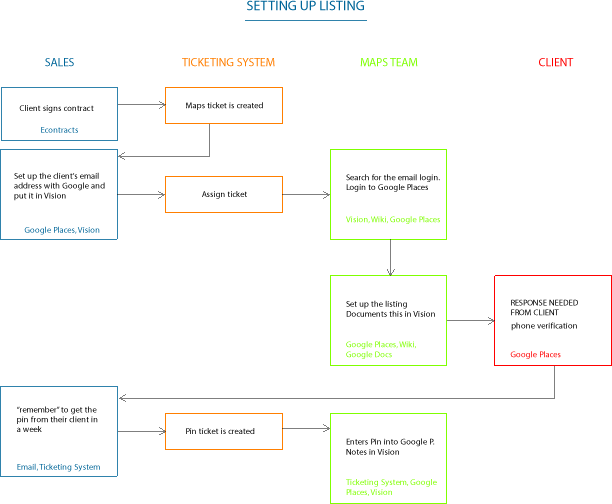 SETTING UP LISTING
SALES
TICKETING SYSTEM
MAPS TEAM
CLIENT
Client signs contract
Econtracts
Maps ticket is created
Set up the client's email
address with Google and
put it in Vision
Google Places, Vision
Assign ticket
Search for the email login.
Login to Google Places
Vision, Wiki, Google Places
Set up the listing
Documents this in Vision
Google Places, Wiki,
Google Docs
RESPONSE NEEDED
FROM CLIENT
phone verification
Google Places
"remember" to get the
pin from their client in
a week
Email, Ticketing System
Pin ticket is created
Enters Pin into Google P.
Notes in Vision
Ticketing System, Google
Places, Vision